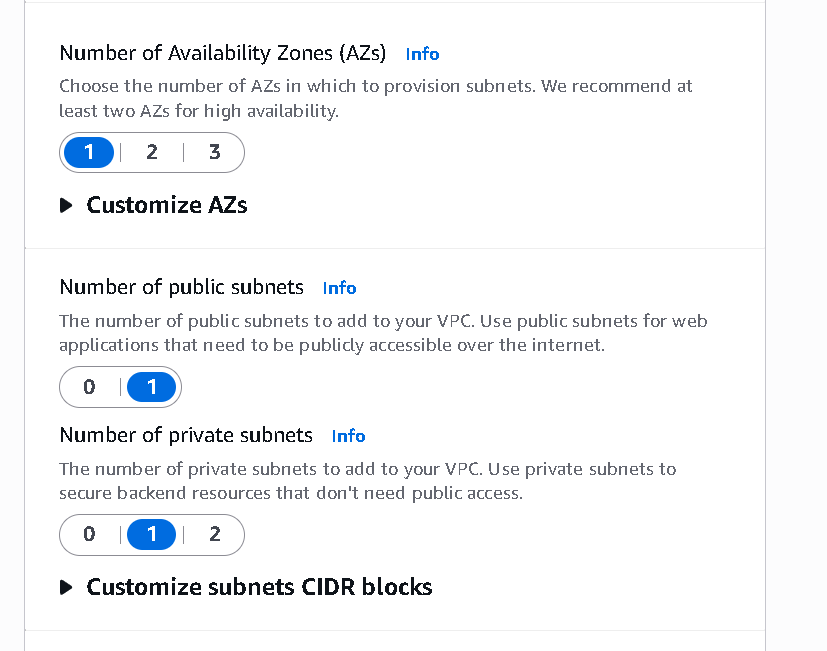 Number of Availability Zones (AZs) Info
Choose the number of AZs in which to provision subnets. We recommend at
least two AZs for high availability.
1 2 3
Customize AZs
Number of public subnets Info
The number of public subnets to add to your VPC. Use public subnets for web
applications that need to be publicly accessible over the internet.
0 1
Number of private subnets Info
The number of private subnets to add to your VPC. Use private subnets to
secure backend resources that don't need public access.
0 1 2
Customize subnets CIDR blocks